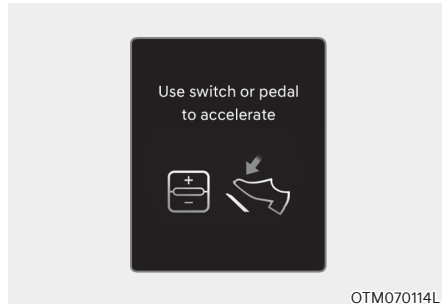 Use switch or pedal
to accelerate
+
−
OTM070114L